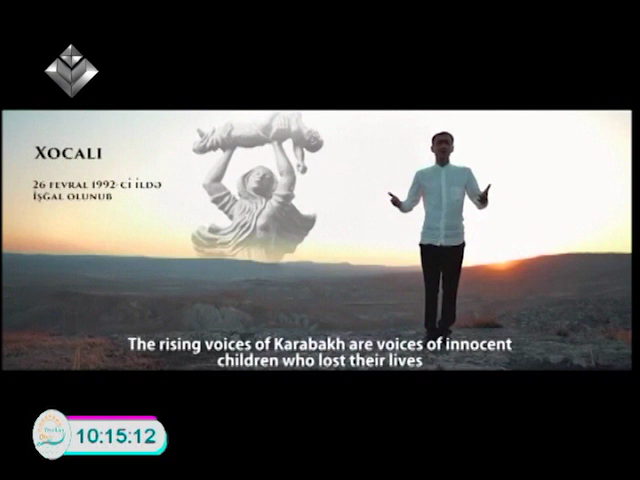 XOCALI
26 FEVRAL 1992-Cİ İLDƏ
İŞĞAL OLUNUB
The rising voices of Karabakh are voices of innocent
children who lost their lives
10:15:12